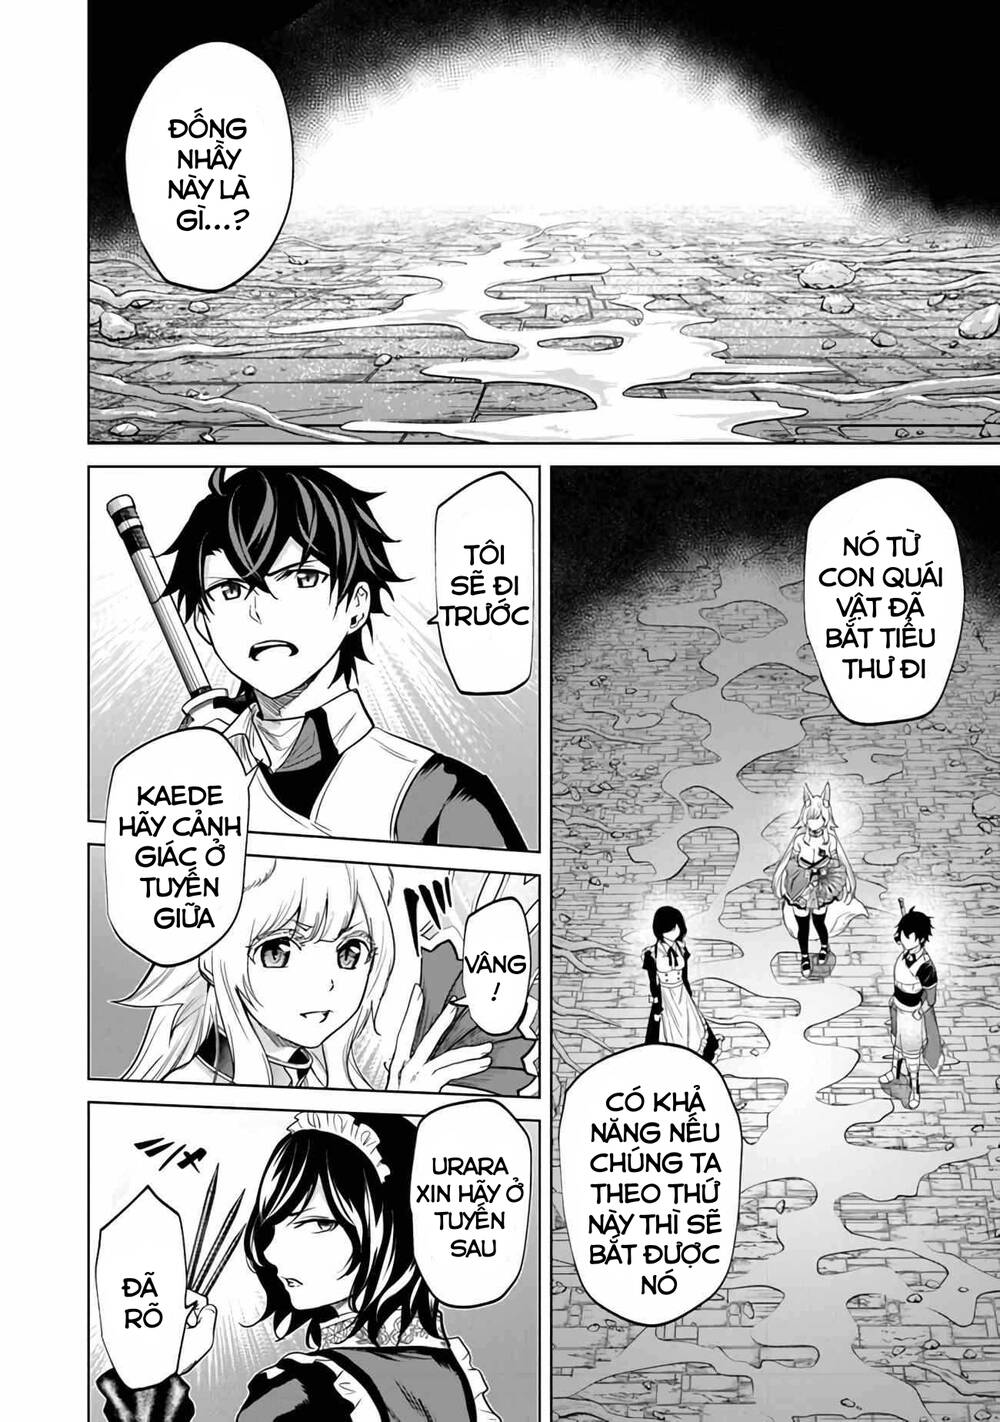 ĐỐNG
NHẦY
NÀY LÀ
GÌ...?
NÓ TỪ
CON QUÁI
VẬT ĐÃ
BẮT TIỂU
THƯ ĐI
CÓ KHẢ
NĂNG NẾU
CHÚNG TA
THEO THỨ
NÀY THÌ SẼ
BẮT ĐƯỢC
NÓ
TÔI
SẼ ĐI
TRƯỚC
KAEDE
HÃY CẢNH
GIÁC Ở
TUYẾN
GIỮA
VÂNG
!
URARA
XIN HÃY Ở
TUYẾN
SAU
ĐÃ
RÕ